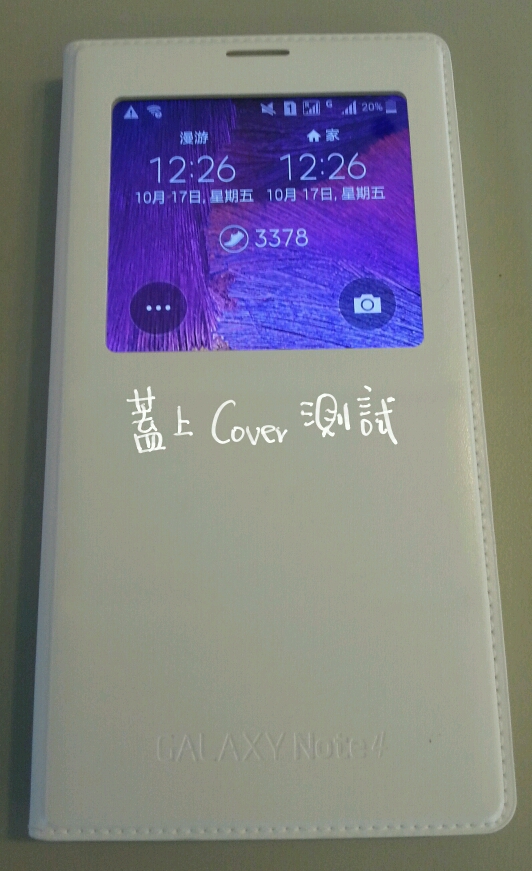 1 G 20%
漫游 家
12:26 12:26
10月 17日, 星期五 10月 17日, 星期五
3378
蓋上 Cover 測試
GALAXY Note4